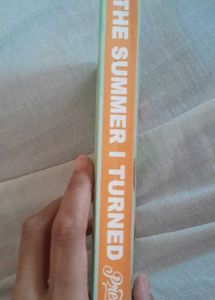 THE SUMMER I TURNED